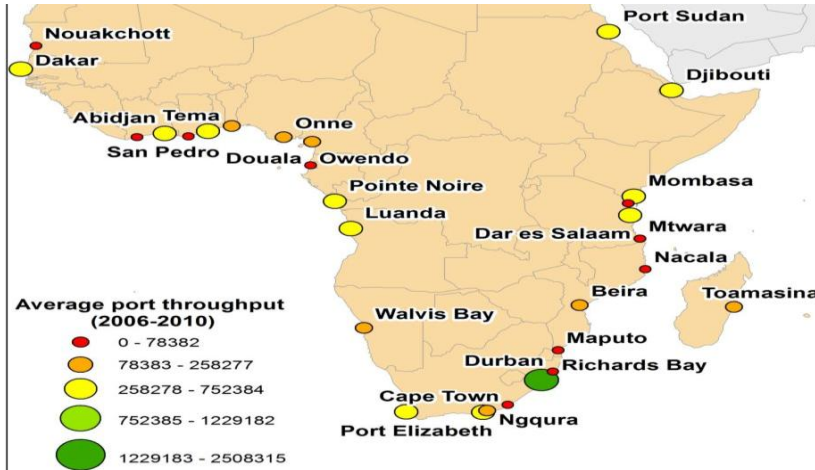 Port Sudan
Nouakchott
Dakar
Djibouti
Abidjan Tema
Onne
San Pedro
Douala Owendo
Mombasa
Pointe Noire
Luanda
Dar es Salaam Mtwara
Nacala
Beira
Toamasina
Walvis Bay
Maputo
Durban
Richards Bay
Cape Town
Ngqura
Port Elizabeth
Average port throughput
(2006-2010)
0 - 78382
78383 - 258277
258278 - 752384
752385 - 1229182
1229183 - 2508315